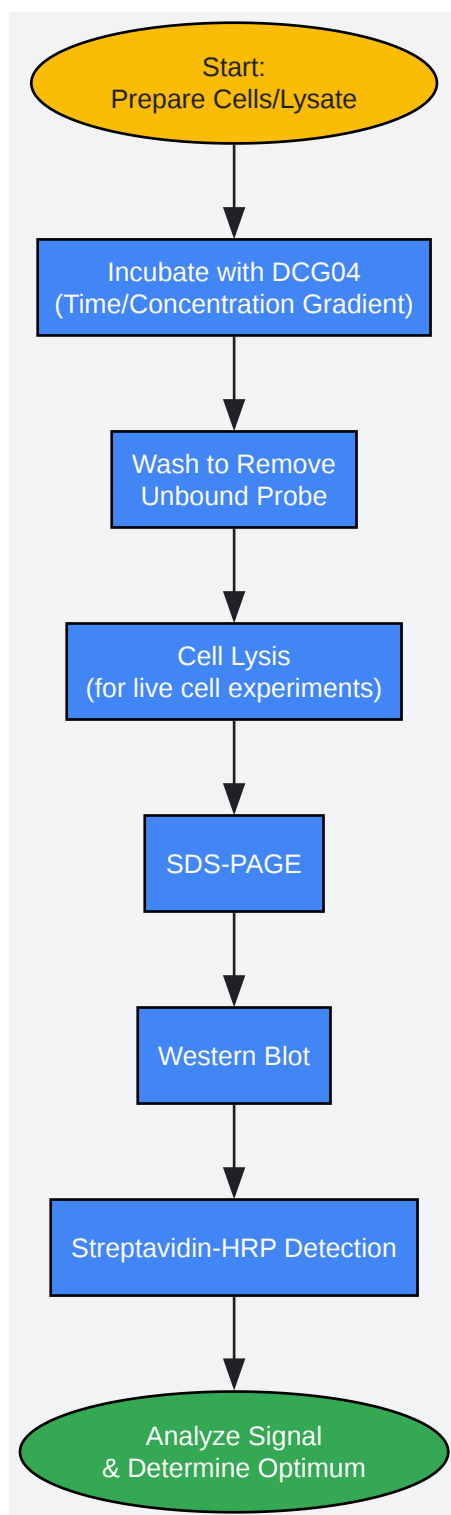 Start:
Prepare Cells/Lysate
Incubate with DCG04
(Time/Concentration Gradient)
Wash to Remove
Unbound Probe
Cell Lysis
(for live cell experiments)
SDS-PAGE
Western Blot
Streptavidin-HRP Detection
Analyze Signal
& Determine Optimum